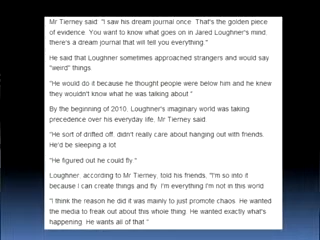 Mr Tierney said "I saw his dream journal once That's the golden piece
of evidence You want to know what goes on in Jared Loughner's mind
there's a dream journal that will tell you everything "
He said that Loughner sometimes approached strangers and would say
"weird" things
"He would do it because he thought people were below him and he knew
they wouldn't know what he was talking about "
By the beginning of 2010, Loughner's imaginary world was taking
precedence over his everyday life, Mr Tierney said
"He sort of drifted off didn't really care about hanging out with friends.
He'd be sleeping a lot
"He figured out he could fly "
Loughner, according to Mr Tierney, told his friends, "I'm so into it
because I can create things and fly I'm everything I'm not in this world
"I think the reason he did it was mainly to just promote chaos He wanted
the media to freak out about this whole thing He wanted exactly what's
happening. He wants all of that "